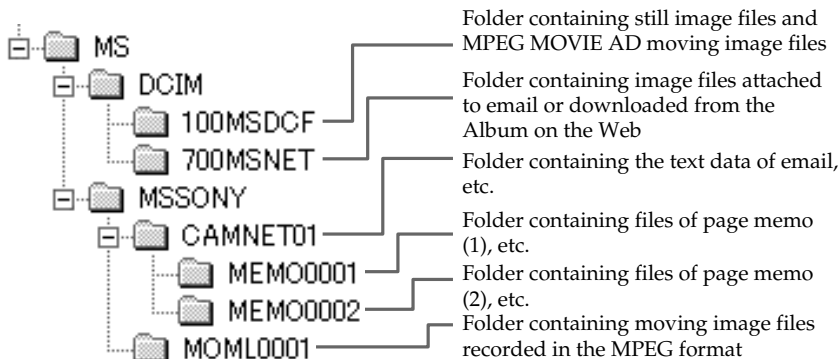 MS
DCIM
100MSDCF
700MSNET
MSSONY
CAMNET01
MEMO0001
MEMO0002
MOML0001
Folder containing still image files and
MPEG MOVIE AD moving image files
Folder containing image files attached
to email or downloaded from the
Album on the Web
Folder containing the text data of email,
etc.
Folder containing files of page memo
(1), etc.
Folder containing files of page memo
(2), etc.
Folder containing moving image files
recorded in the MPEG format